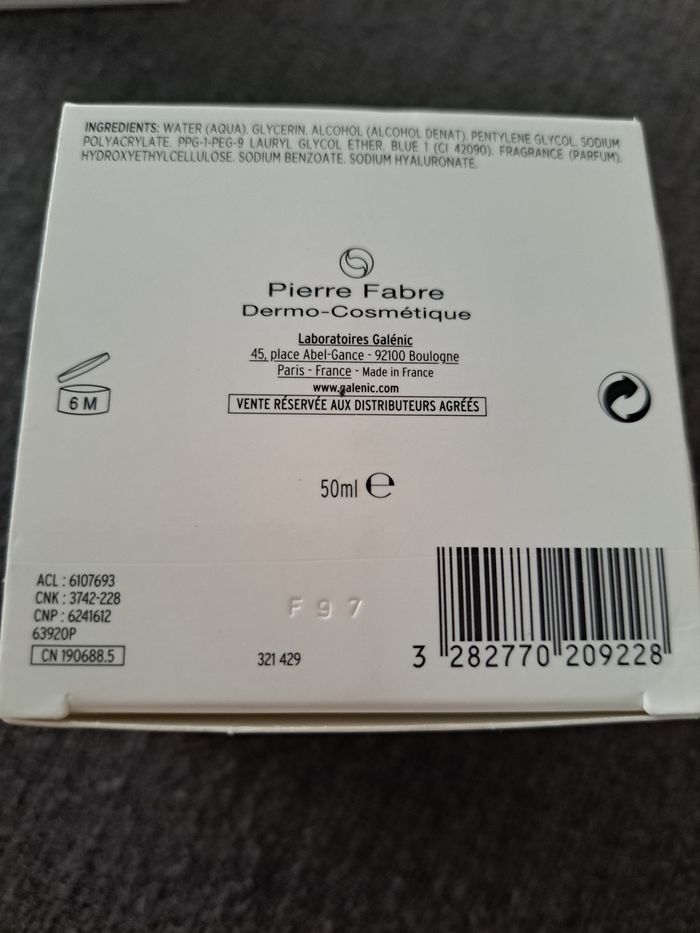 INGREDIENTS: WATER (AQUA). GLYCERIN. ALCOHOL (ALCOHOL DENAT). PENTYLENE GLYCOL. SODIUM
POLYACRYLATE. PPG-1-PEG-9 LAURYL GLYCOL ETHER. BLUE 1 (CI 42090). FRAGRANCE (PARFUM).
HYDROXYETHYLCELLULOSE. SODIUM BENZOATE. SODIUM HYALURONATE.
Pierre Fabre
Dermo-Cosmétique
Laboratoires Galénic
45, place Abel-Gance - 92100 Boulogne
Paris - France - Made in France
www.galenic.com
VENTE RÉSERVÉE AUX DISTRIBUTEURS AGRÉÉS
6 M
50ml e
ACL : 6107693
CNK : 3742-228
CNP : 6241612
63920P
CN 190688.5
F97
321 429
3 282770 209228